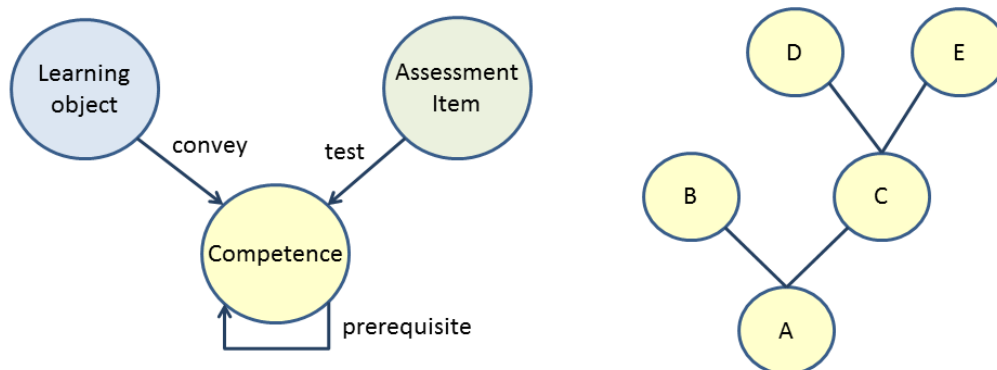 Learning
object
Assessment
Item
convey
test
Competence
prerequisite
D
E
B
C
A